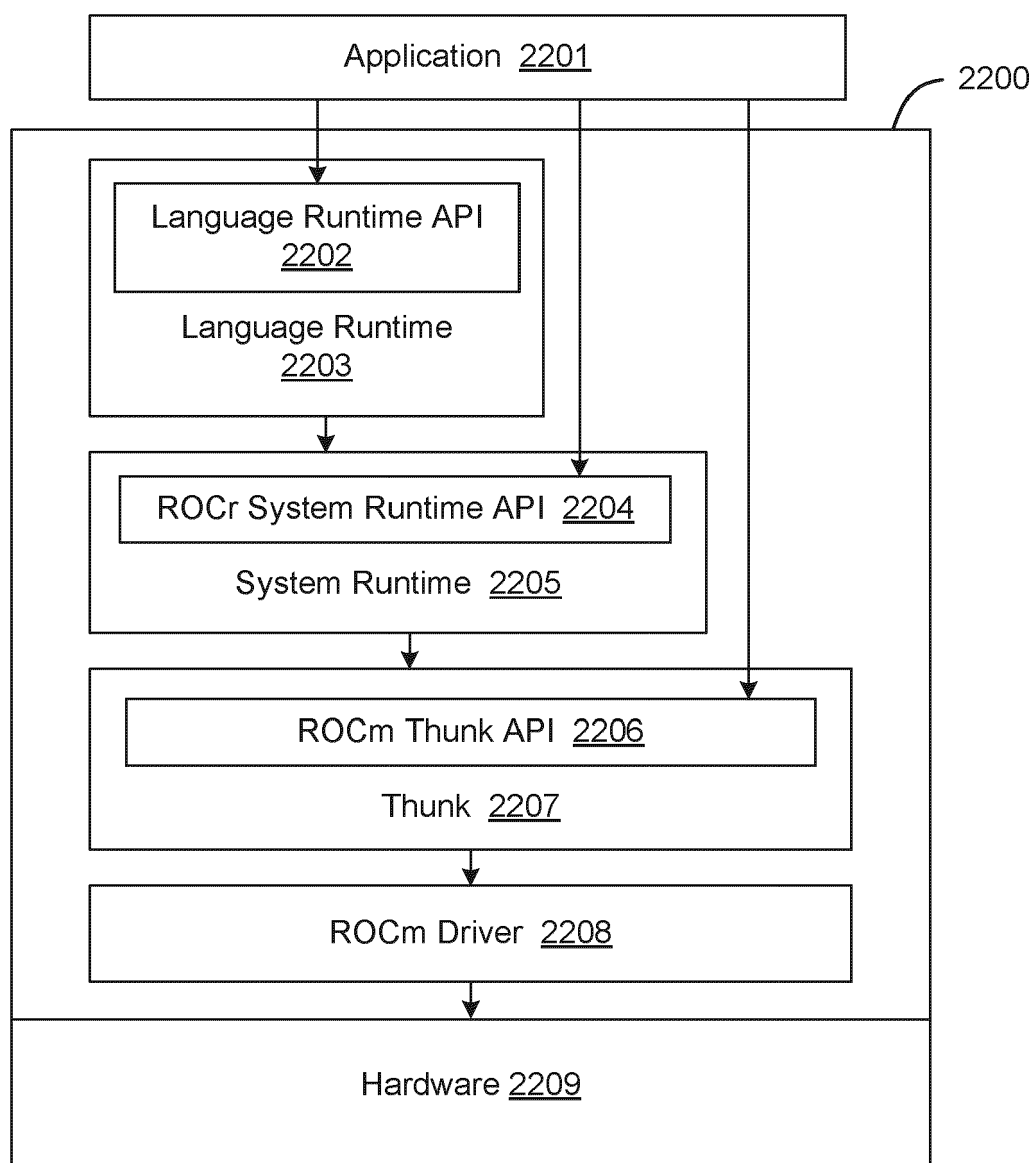 Application 2201
2200
Language Runtime API
2202
Language Runtime
2203
ROCr System Runtime API 2204
System Runtime 2205
ROCm Thunk API 2206
Thunk 2207
ROCm Driver 2208
Hardware 2209